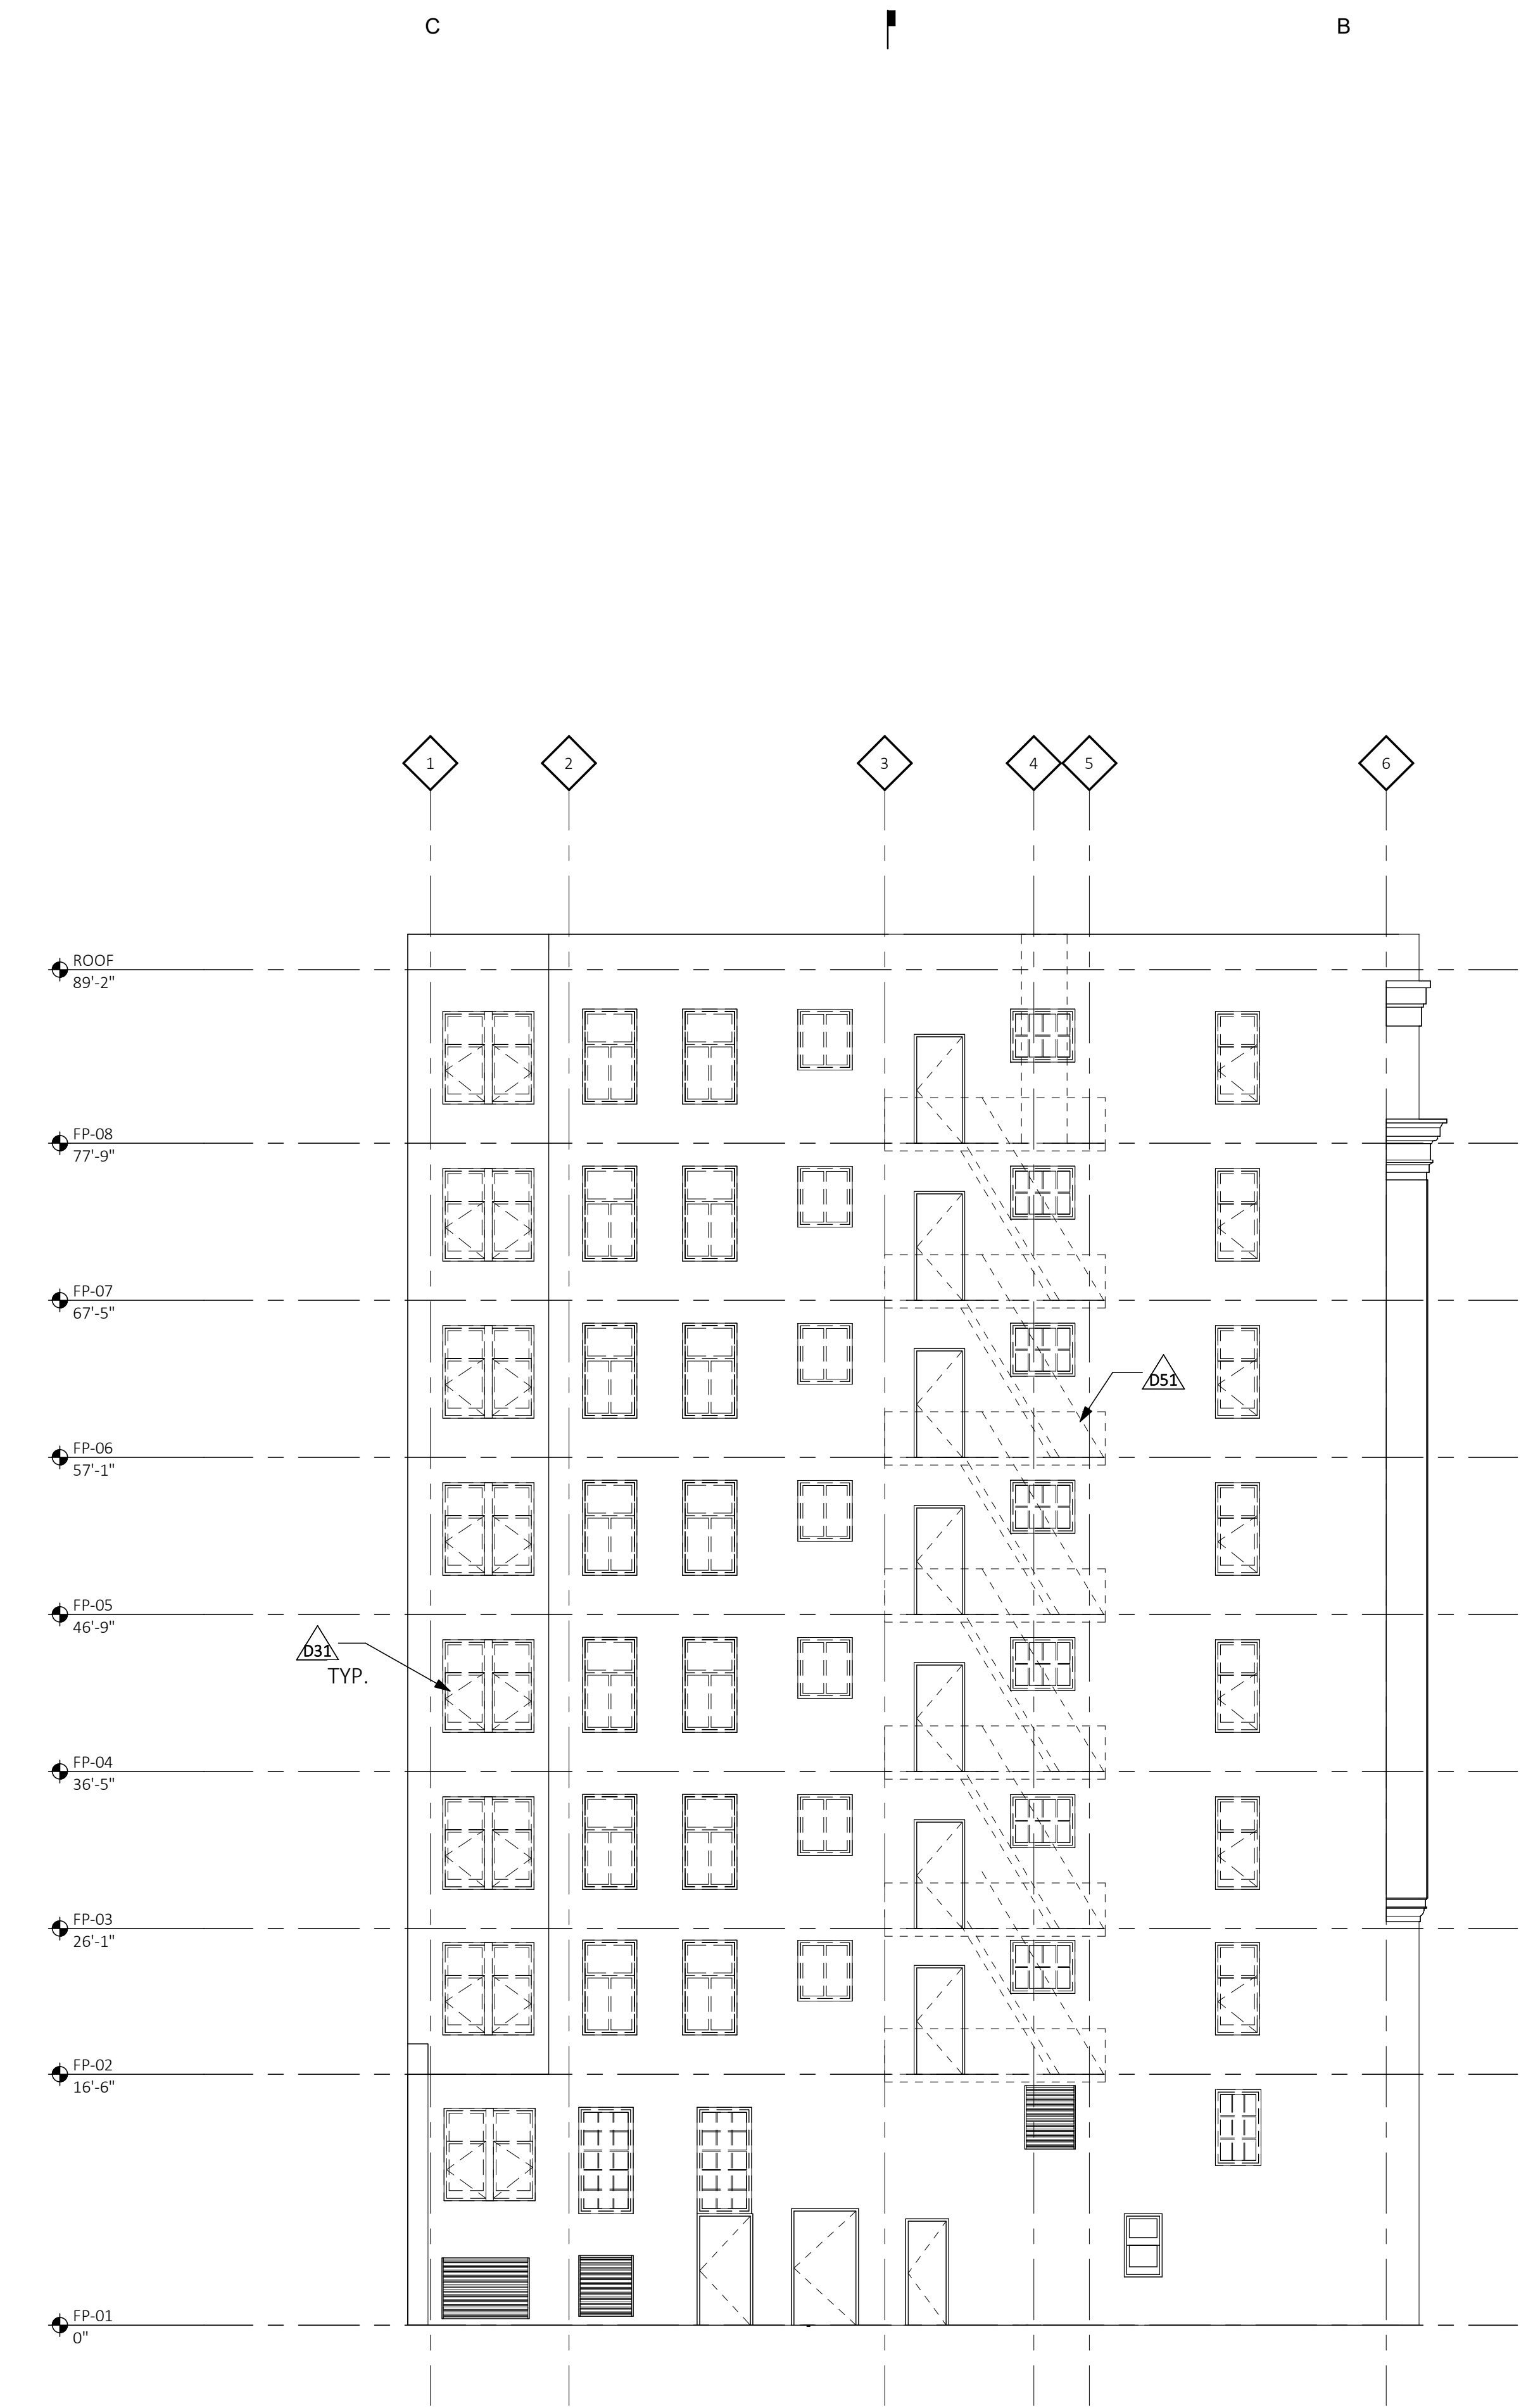 C
B
1
2
3
4
5
6
ROOF
89'-2"
FP-08
77'-9"
FP-07
67'-5"
D51
FP-06
57'-1"
FP-05
46'-9"
D31
TYP.
FP-04
36'-5"
FP-03
26'-1"
FP-02
16'-6"
FP-01
0"